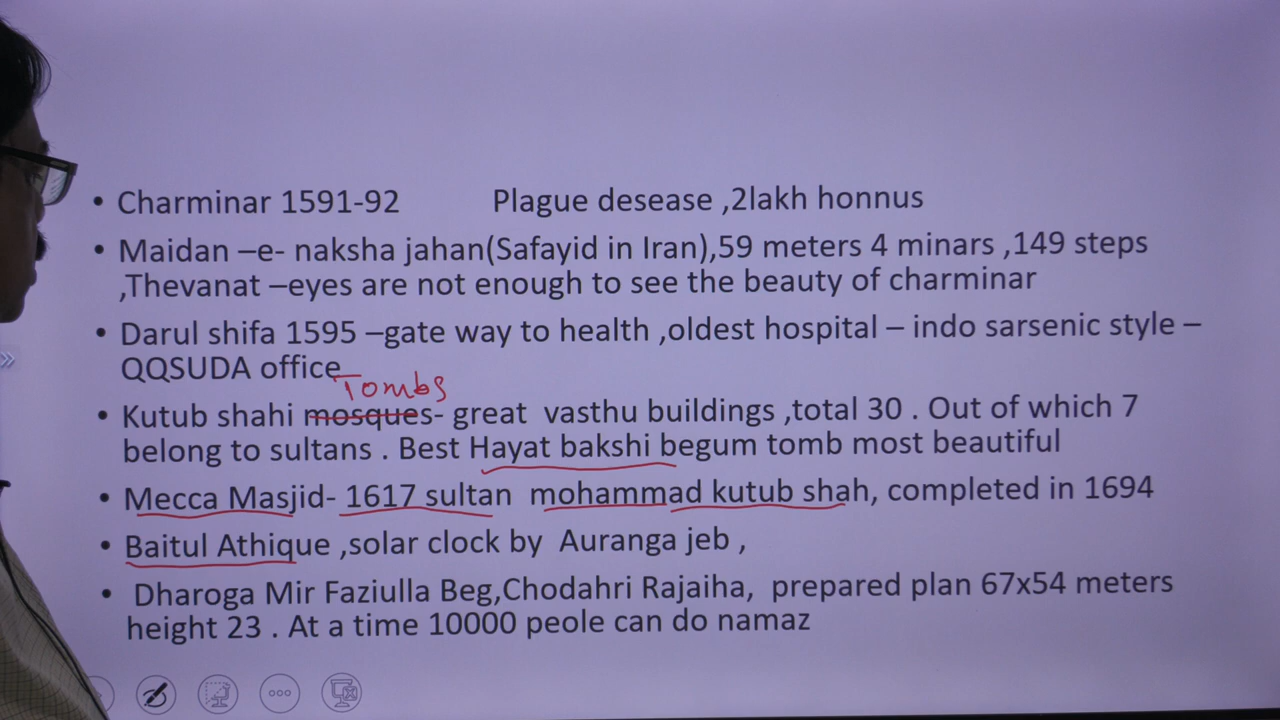 • Charminar 1591-92 Plague desease ,2lakh honnus
• Maidan –e- naksha jahan(Safayid in Iran),59 meters 4 minars ,149 steps
,Thevanat –eyes are not enough to see the beauty of charminar
• Darul shifa 1595 –gate way to health ,oldest hospital – indo sarsenic style –
QQSUDA office
Tombs
• Kutub shahi mosques- great vasthu buildings ,total 30 . Out of which 7
belong to sultans . Best Hayat bakshi begum tomb most beautiful
• Mecca Masjid- 1617 sultan mohammad kutub shah, completed in 1694
• Baitul Athique ,solar clock by Auranga jeb ,
• Dharoga Mir Faziulla Beg,Chodahri Rajaiha, prepared plan 67x54 meters
height 23 . At a time 10000 peole can do namaz